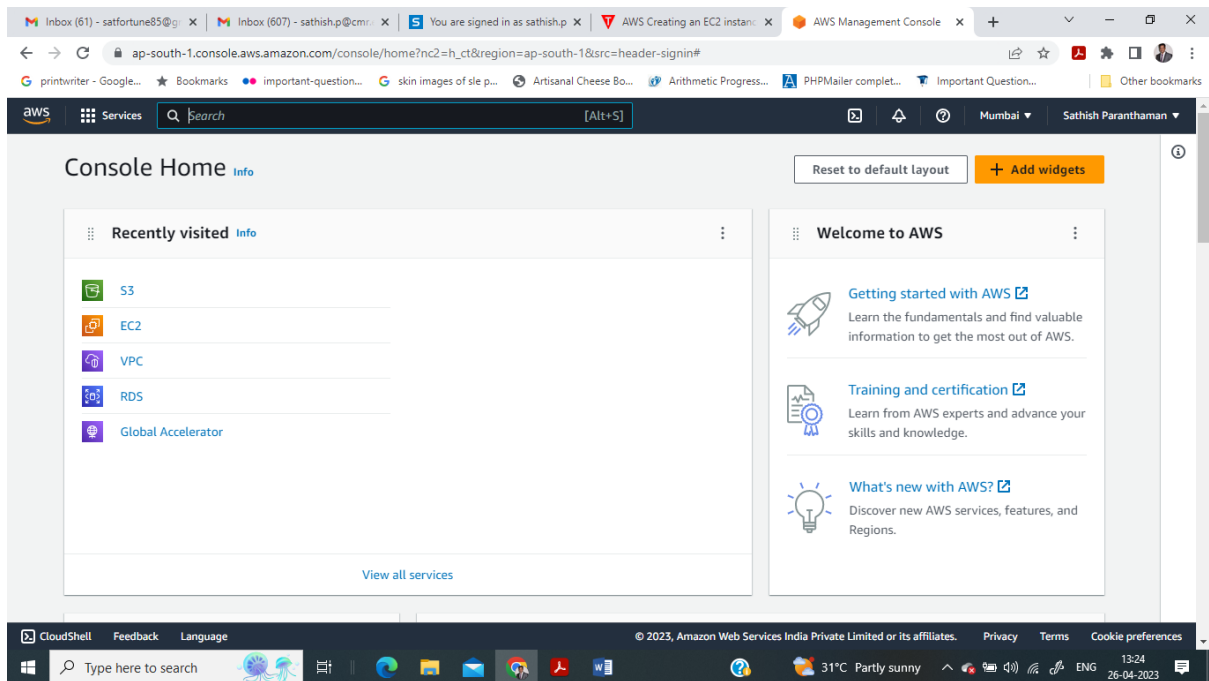 Inbox (61) - satfortune85@g
Inbox (607) - sathish.p@cmr.
You are signed in as sathish.p
AWS Creating an EC2 instanc
AWS Management Console
ap-south-1.console.aws.amazon.com/console/home?nc2=h_ct&region=ap-south-1&src=header-signin#
printwriter - Google...
Bookmarks
important-question...
skin images of sle p...
Artisanal Cheese Bo...
Arithmetic Progress...
PHPMailer complet...
Important Question...
Other bookmarks
aws
Services
Search
[Alt+S]
Mumbai
Sathish Paranthaman
Console Home Info
Reset to default layout
+ Add widgets
Recently visited Info
S3
EC2
VPC
RDS
Global Accelerator
View all services
Welcome to AWS
Getting started with AWS
Learn the fundamentals and find valuable
information to get the most out of AWS.
Training and certification
Learn from AWS experts and advance your
skills and knowledge.
What's new with AWS?
Discover new AWS services, features, and
Regions.
CloudShell
Feedback
Language
© 2023, Amazon Web Services India Private Limited or its affiliates.
Privacy
Terms
Cookie preferences
Type here to search
31°C Partly sunny
ENG
13:24
26-04-2023